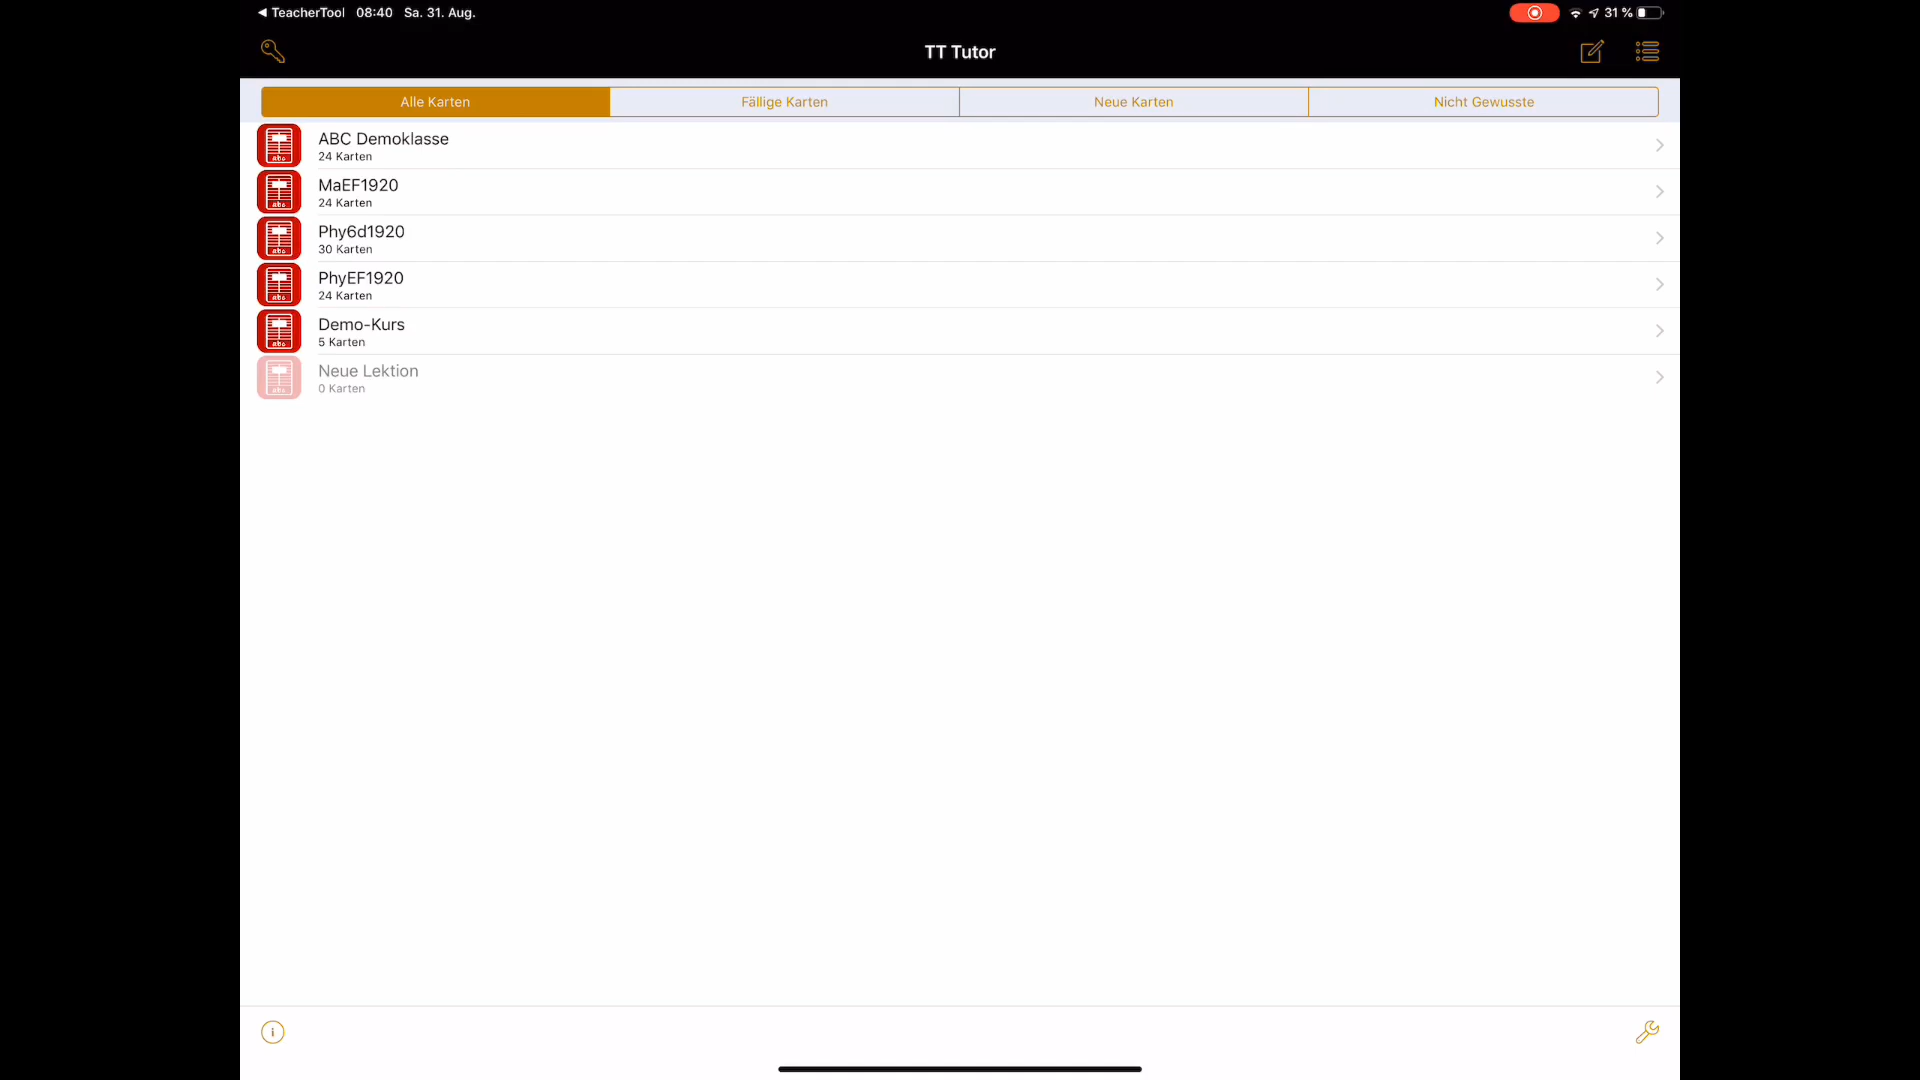 ◀ TeacherTool 08:40 Sa. 31. Aug.
31 %
TT Tutor
Alle Karten
Fällige Karten
Neue Karten
Nicht Gewusste
ABC Demoklasse
24 Karten
MaEF1920
24 Karten
Phy6d1920
30 Karten
PhyEF1920
24 Karten
Demo-Kurs
5 Karten
Neue Lektion
0 Karten